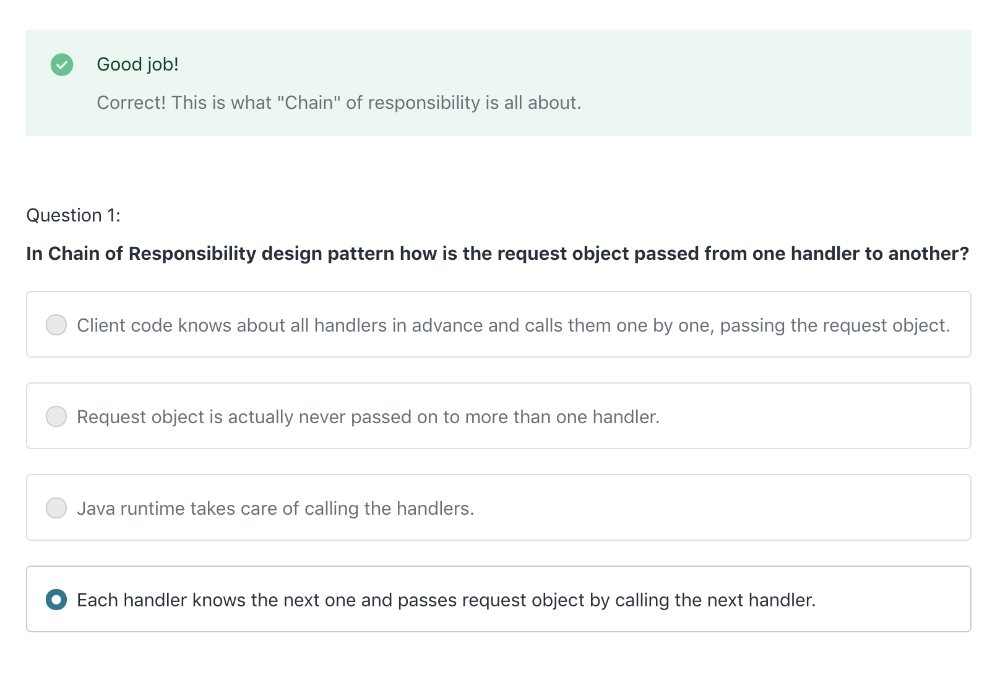 Good job!
Correct! This is what "Chain" of responsibility is all about.
Question 1:
In Chain of Responsibility design pattern how is the request object passed from one handler to another?
Client code knows about all handlers in advance and calls them one by one, passing the request object.
Request object is actually never passed on to more than one handler.
Java runtime takes care of calling the handlers.
Each handler knows the next one and passes request object by calling the next handler.